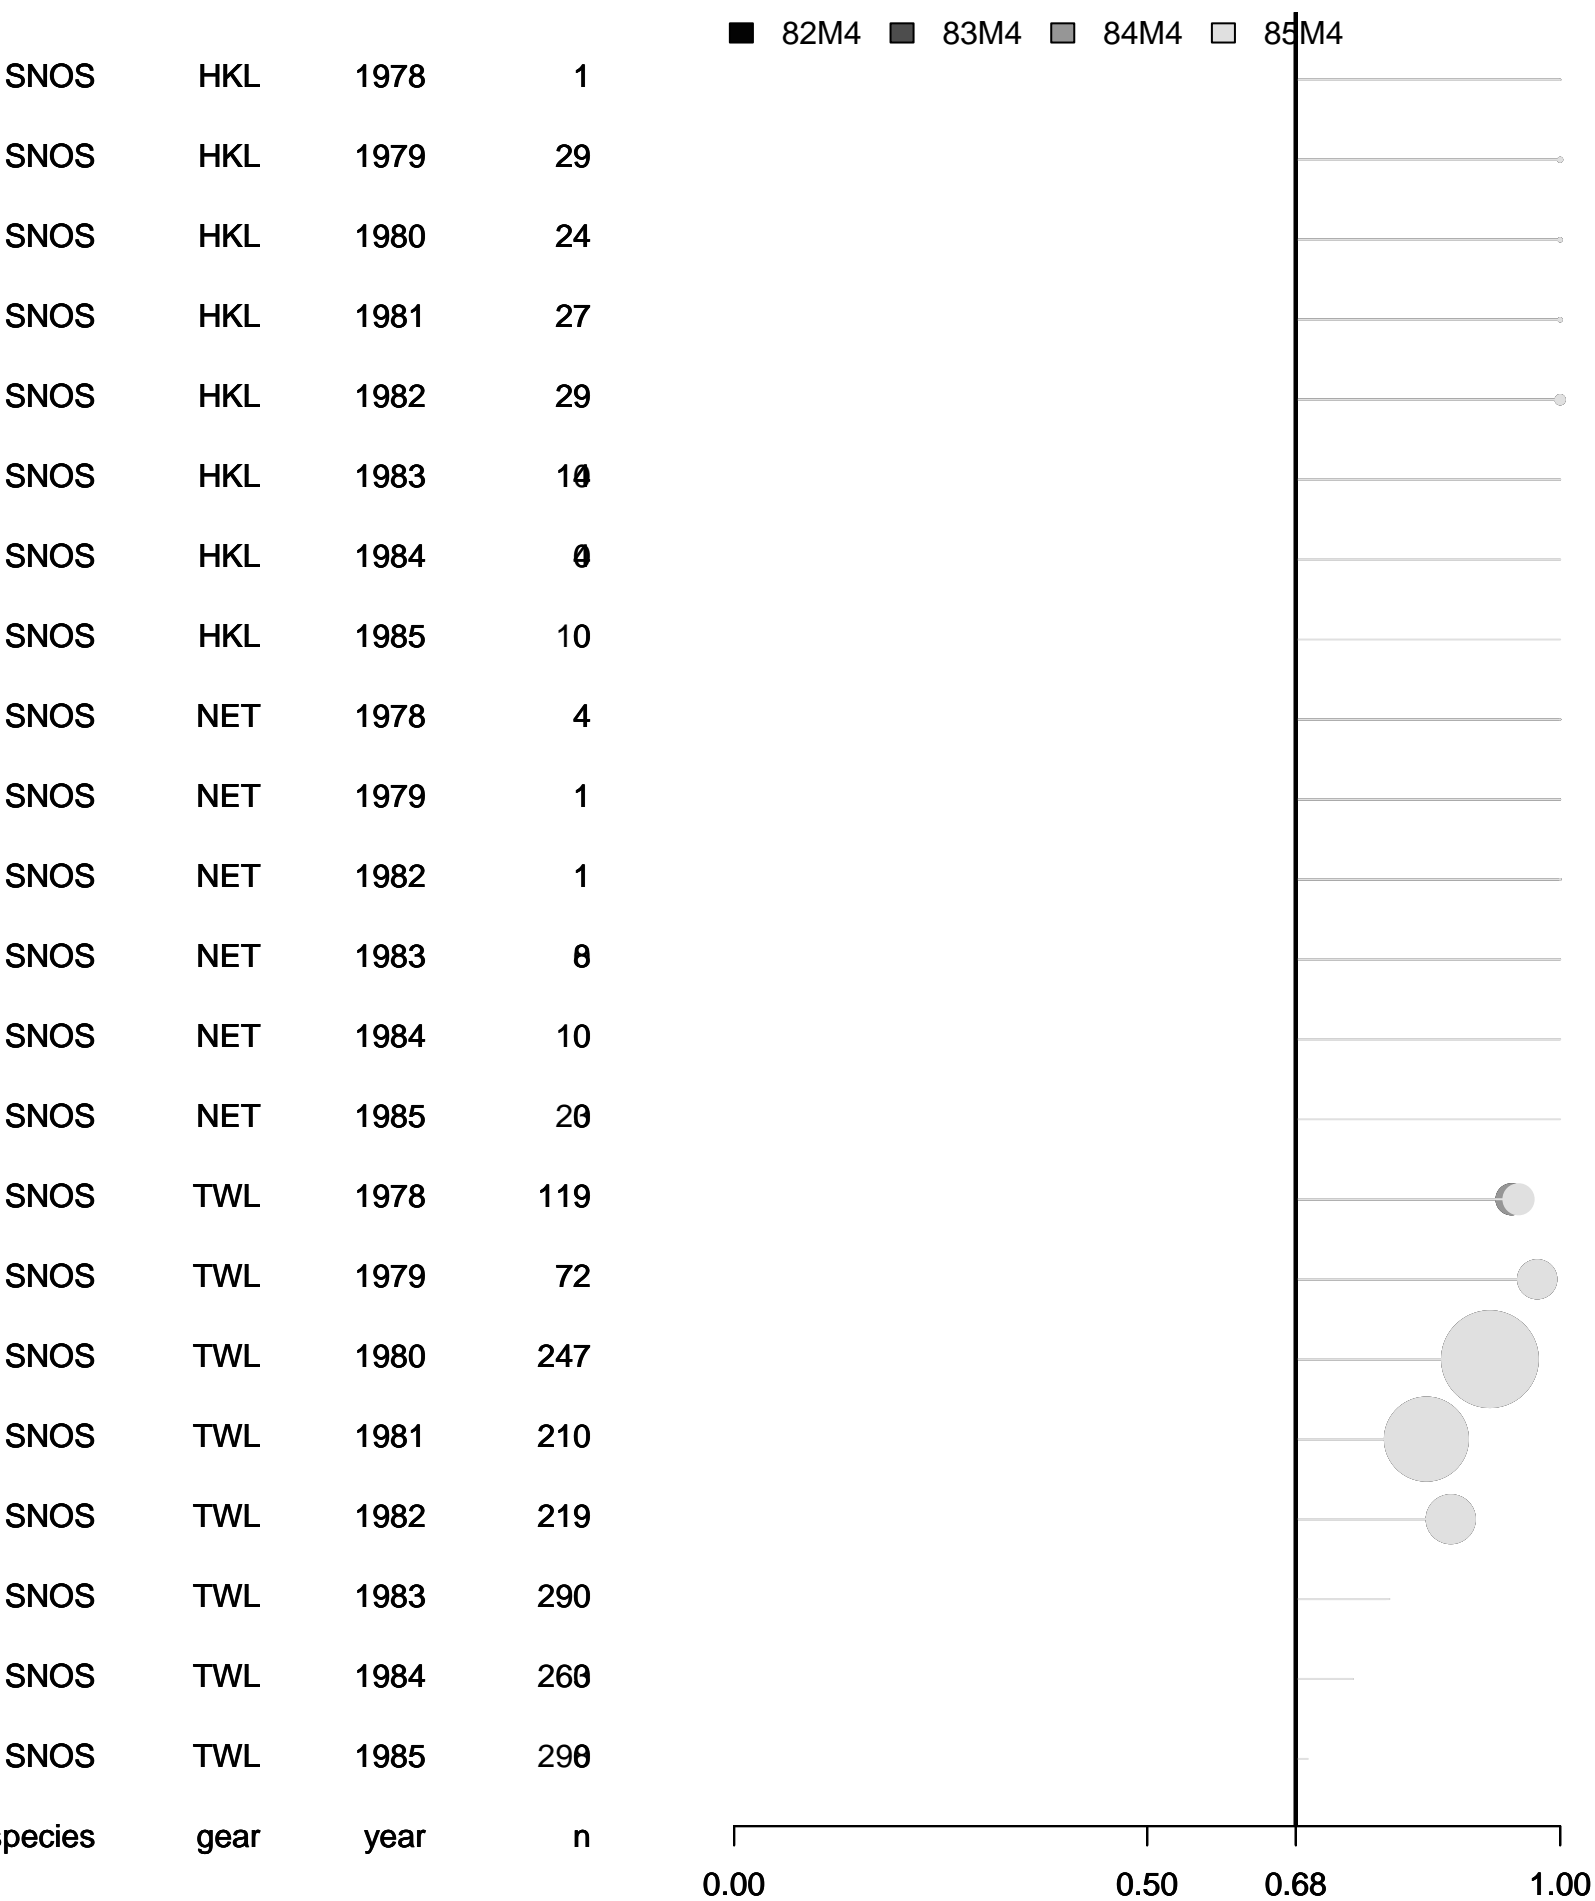 82M4 83M4 84M4 85M4
SNOS HKL 1978 1
SNOS HKL 1979 29
SNOS HKL 1980 24
SNOS HKL 1981 27
SNOS HKL 1982 29
SNOS HKL 1983
SNOS HKL 1984
SNOS HKL 1985 10
SNOS NET 1978 4
SNOS NET 1979 1
SNOS NET 1982 1
SNOS NET 1983
SNOS NET 1984 10
SNOS NET 1985
SNOS TWL 1978 119
SNOS TWL 1979 72
SNOS TWL 1980 247
SNOS TWL 1981 210
SNOS TWL 1982 219
SNOS TWL 1983 290
SNOS TWL 1984
SNOS TWL 1985
species gear year n
0.00 0.50 0.68 1.00